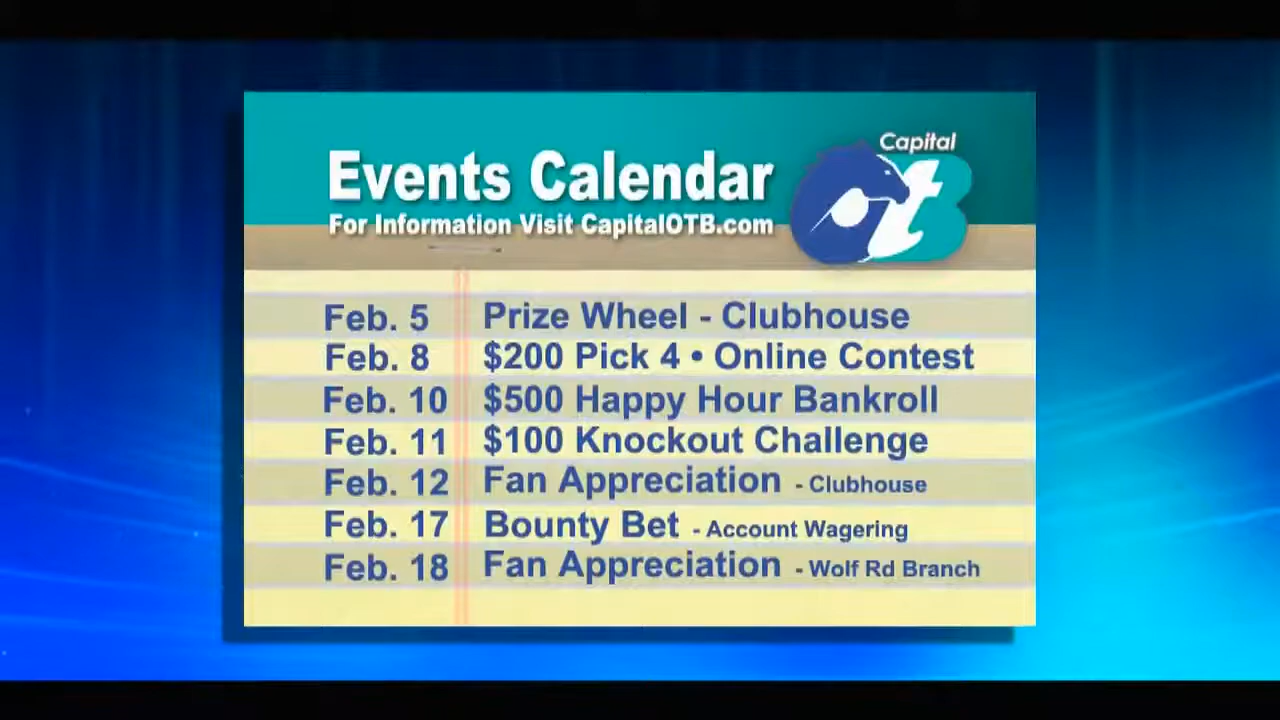 Capital
OTB
Events Calendar
For Information Visit CapitalOTB.com
Feb. 5 Prize Wheel - Clubhouse
Feb. 8 $200 Pick 4 • Online Contest
Feb. 10 $500 Happy Hour Bankroll
Feb. 11 $100 Knockout Challenge
Feb. 12 Fan Appreciation - Clubhouse
Feb. 17 Bounty Bet - Account Wagering
Feb. 18 Fan Appreciation - Wolf Rd Branch